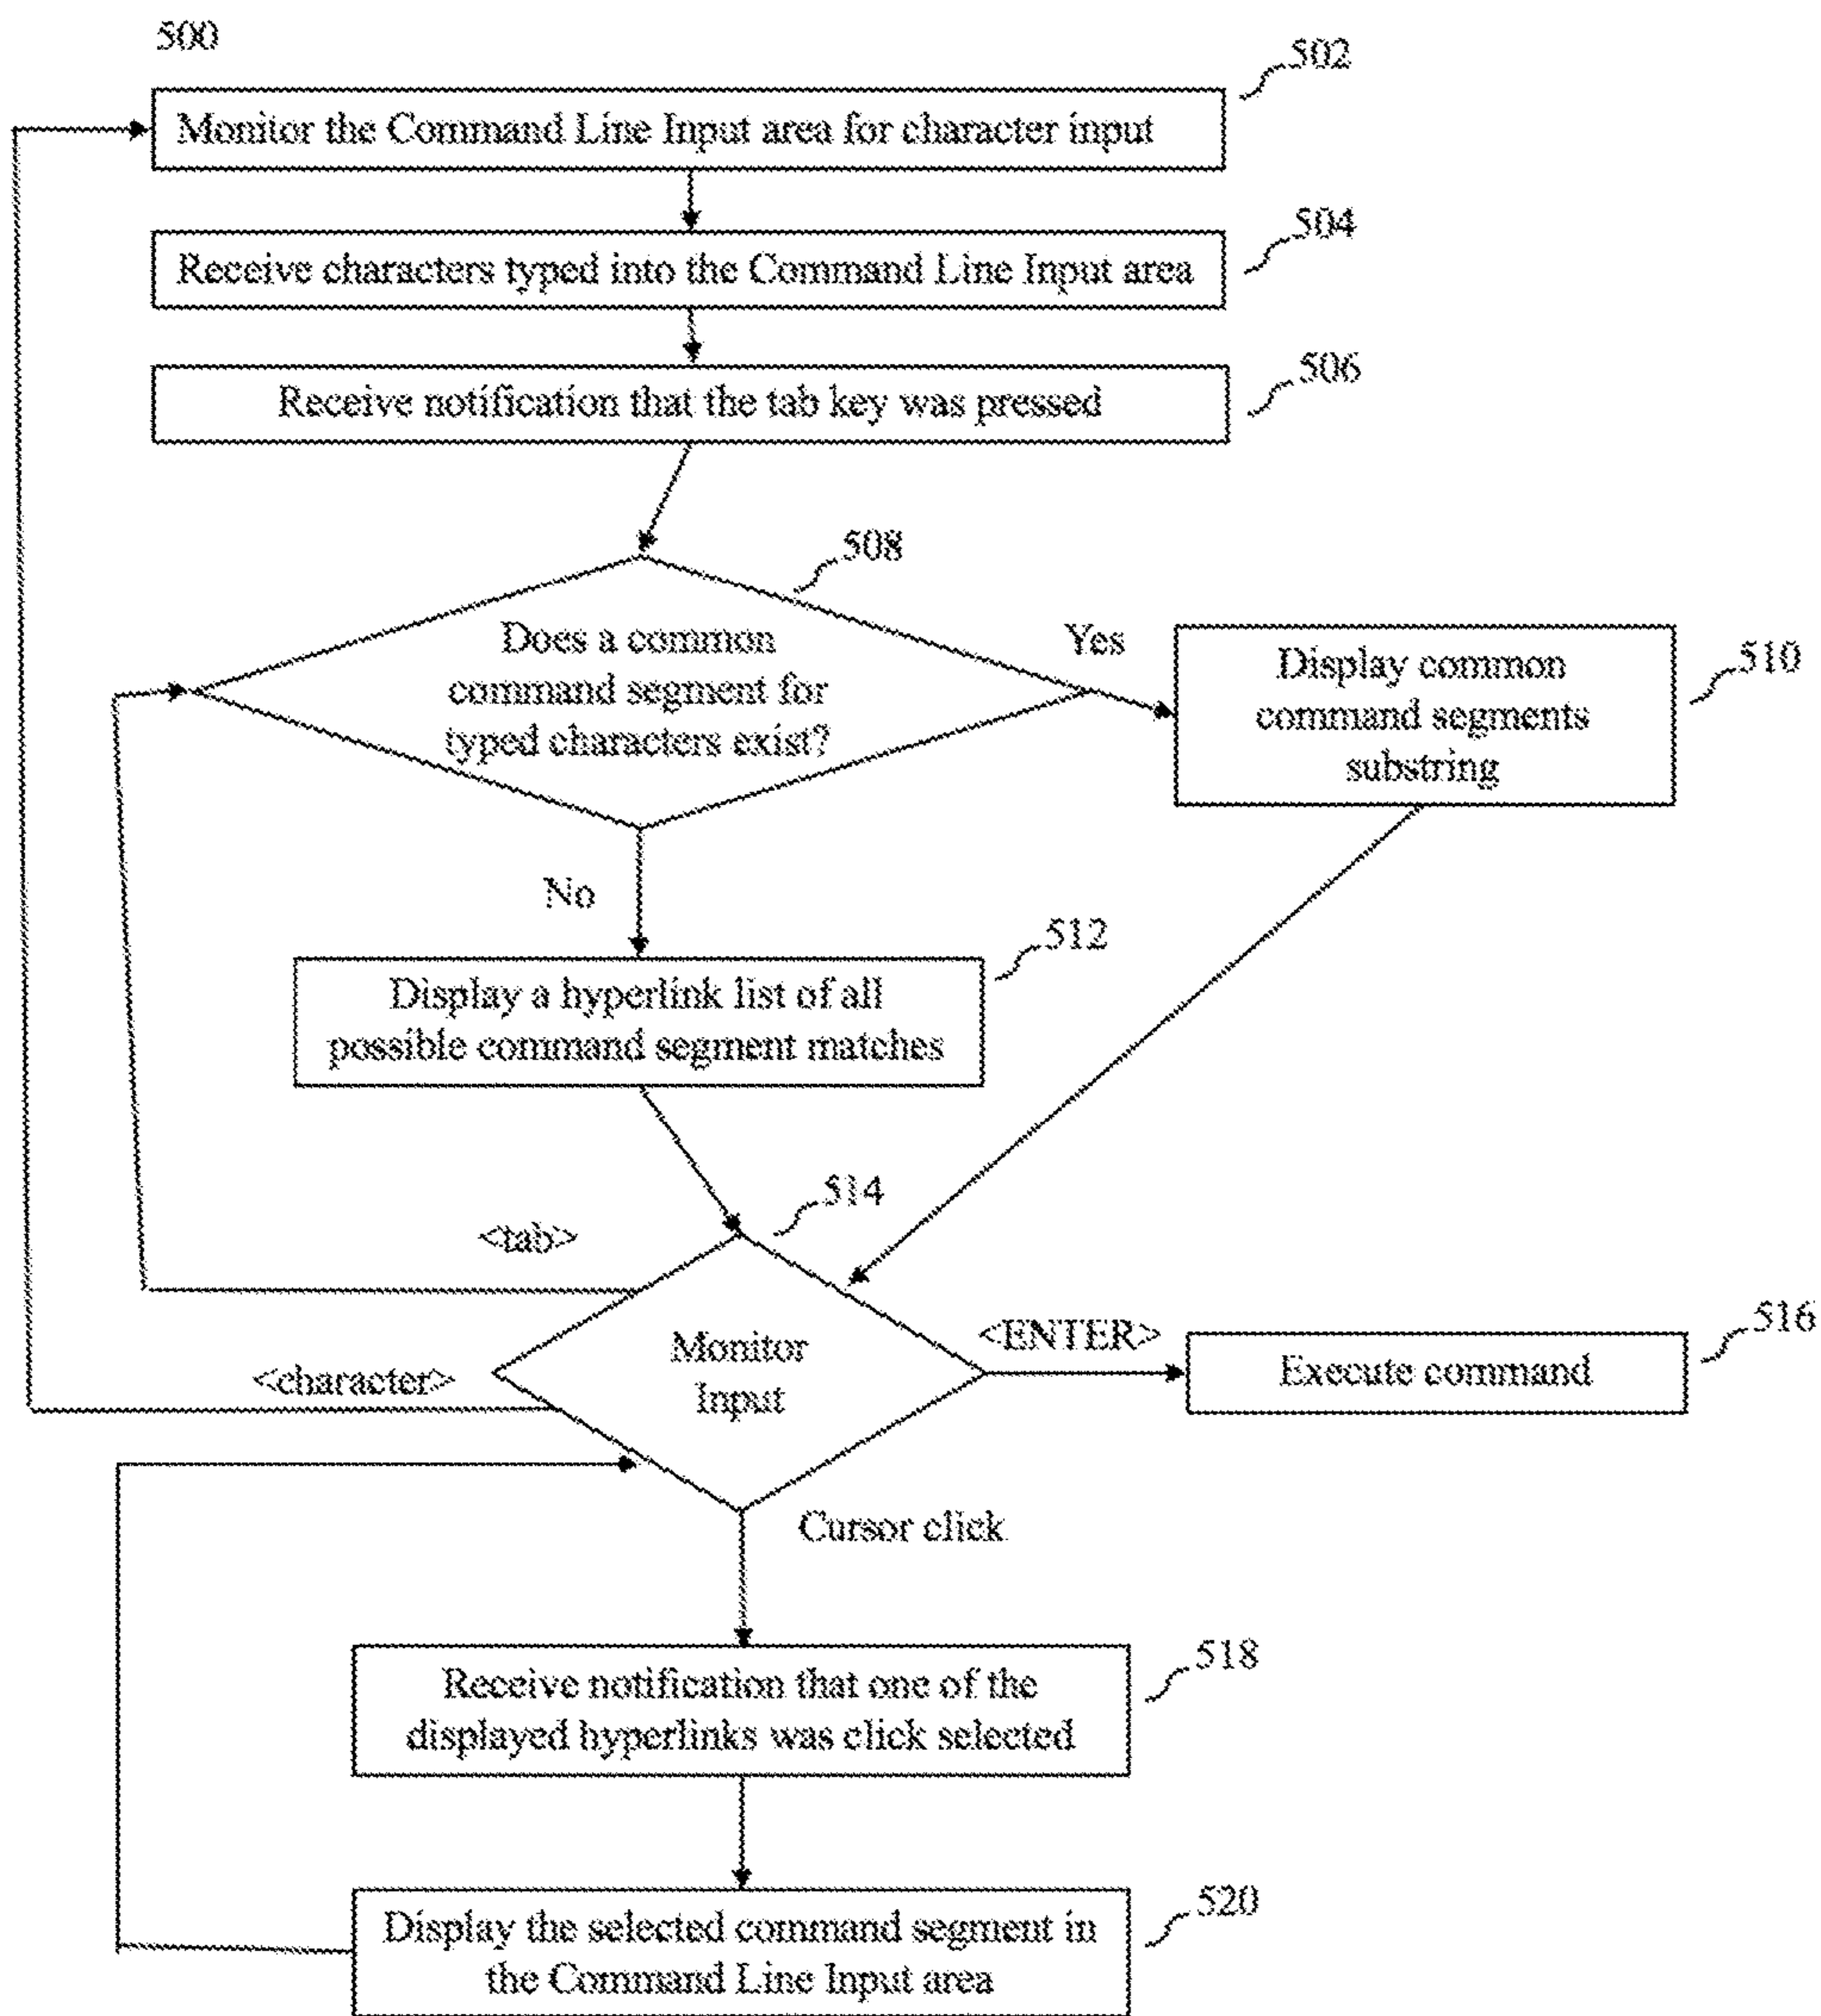 500
502
Monitor the Command Line Input area for character input
504
Receive characters typed into the Command Line Input area
506
Receive notification that the tab key was pressed
508
Does a common
command segment for
typed characters exist?
Yes
Display common
command segments
substring
510
No
512
Display a hyperlink list of all
possible command segment matches
514
<tab>
Monitor
Input
<ENTER>
Execute command
516
<character>
Cursor click
518
Receive notification that one of the
displayed hyperlinks was click selected
520
Display the selected command segment in
the Command Line Input area